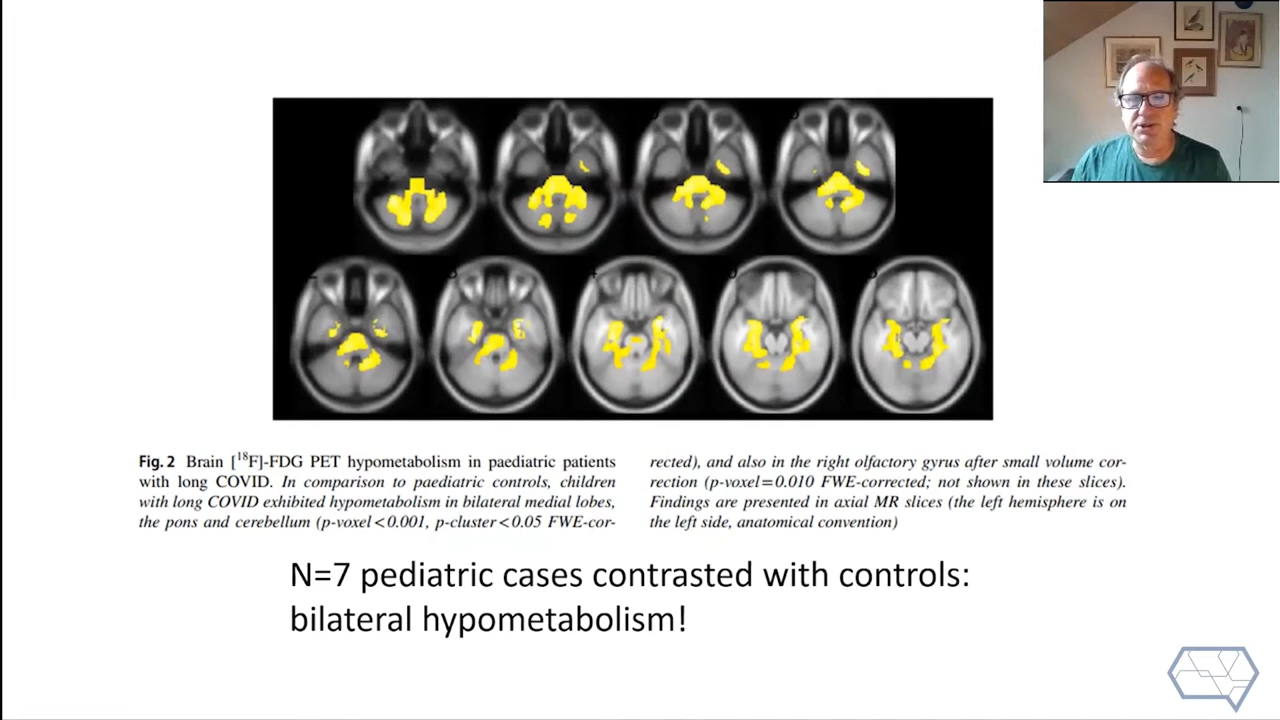 Fig. 2 Brain [¹⁸F]-FDG PET hypometabolism in paediatric patients
with long COVID. In comparison to paediatric controls, children
with long COVID exhibited hypometabolism in bilateral medial lobes,
the pons and cerebellum (p-voxel < 0.001, p-cluster < 0.05 FWE-cor-
rected), and also in the right olfactory gyrus after small volume cor-
rection (p-voxel = 0.010 FWE-corrected; not shown in these slices).
Findings are presented in axial MR slices (the left hemisphere is on
the left side, anatomical convention)
N=7 pediatric cases contrasted with controls:
bilateral hypometabolism!